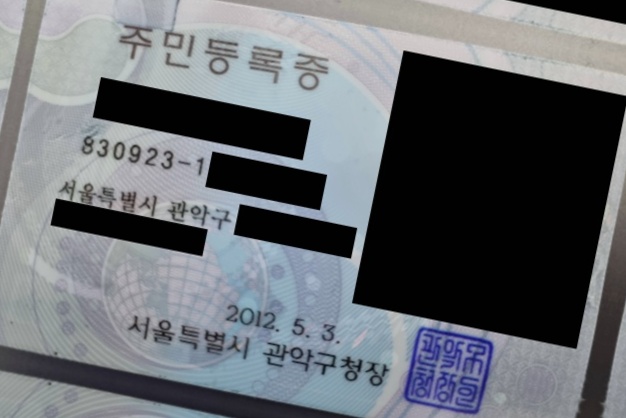 주민등록증
830923-1
서울특별시 관악구
2012. 5. 3.
서울특별시 관악구청장